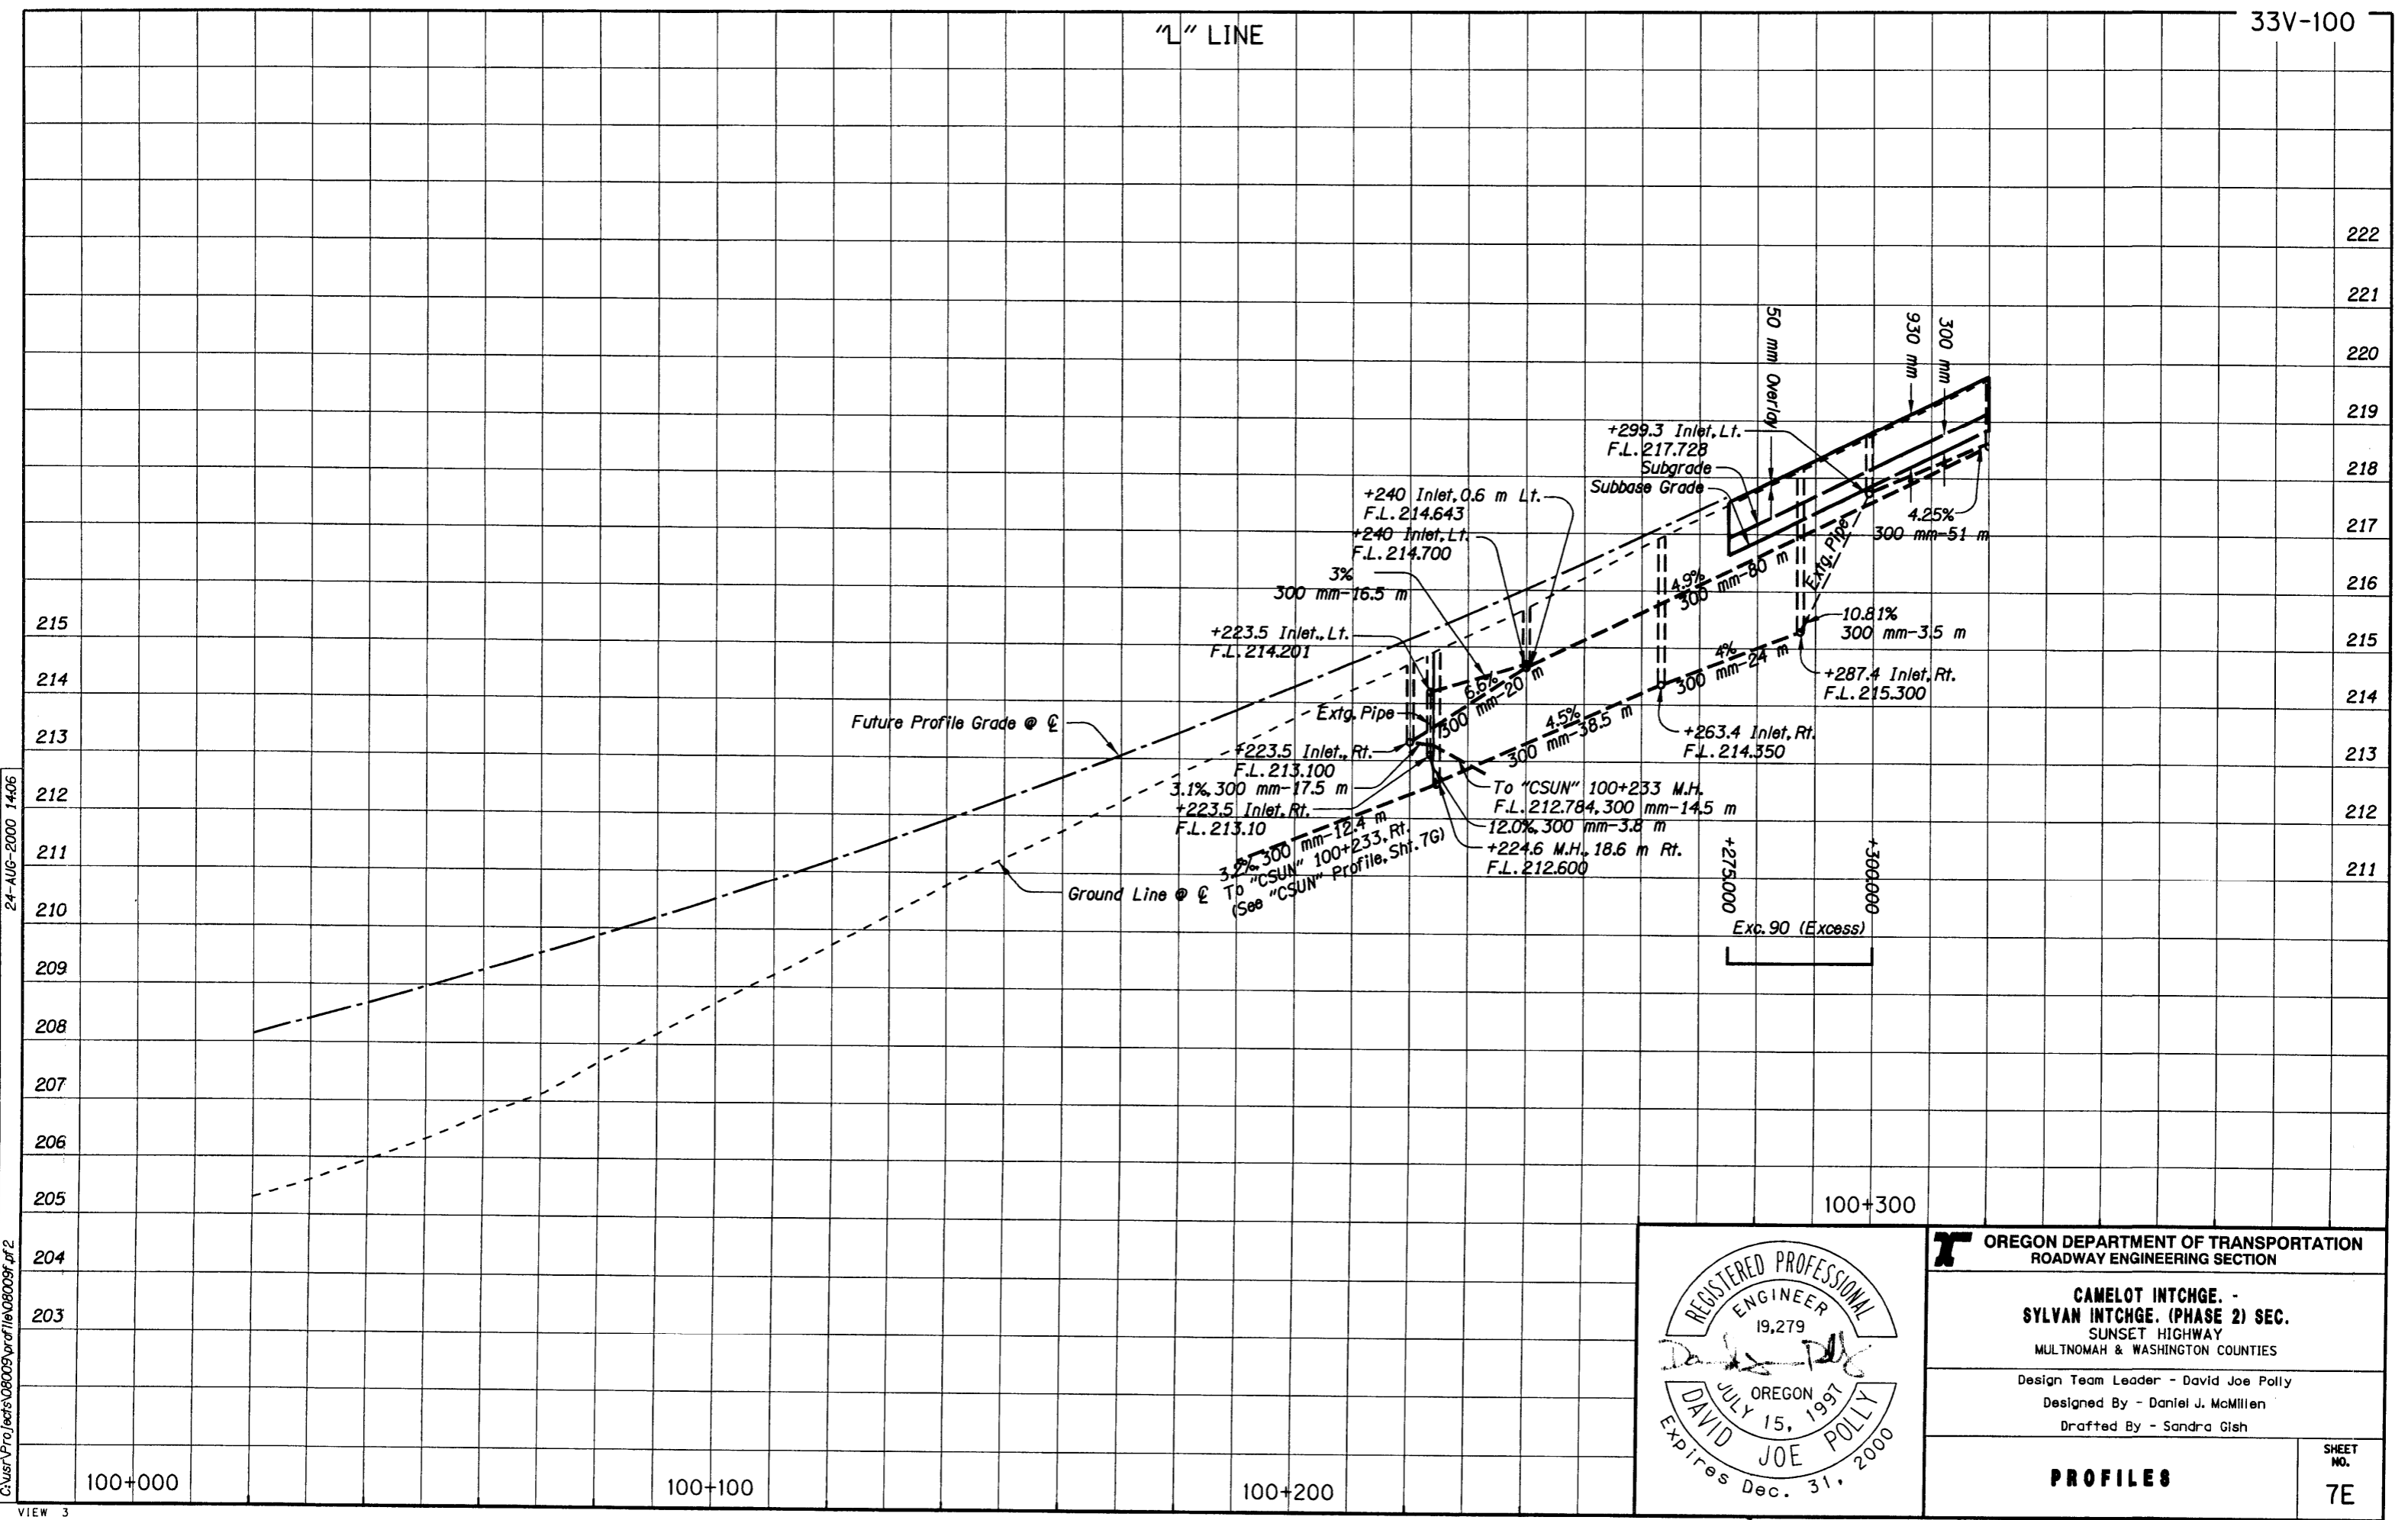 "L" LINE
33V-100
222
221
220
219
218
217
216
215
214
213
212
211
215
214
213
212
211
210
209
208
207
206
205
204
203
50 mm Overlay
930 mm
300 mm
+299.3 Inlet, Lt.
F.L. 217.728
Subgrade
Subbase Grade
+240 Inlet, 0.6 m Lt.
F.L. 214.643
+240 Inlet, Lt.
F.L. 214.700
3%
300 mm-16.5 m
+223.5 Inlet, Lt.
F.L. 214.201
4.25%
300 mm-51 m
Extg. Pipe
4.9%
300 mm-80 m
10.81%
300 mm-3.5 m
4%
300 mm-24 m
+287.4 Inlet, Rt.
F.L. 215.300
6.6%
300 mm-20 m
Extg. Pipe
4.5%
300 mm-38.5 m
+263.4 Inlet, Rt.
F.L. 214.350
Future Profile Grade @ ℄
+223.5 Inlet, Rt.
F.L. 213.100
3.1%, 300 mm-17.5 m
+223.5 Inlet, Rt.
F.L. 213.10
To "CSUN" 100+233 M.H.
F.L. 212.784, 300 mm-14.5 m
12.0%, 300 mm-3.8 m
+224.6 M.H., 18.6 m Rt.
F.L. 212.600
3.2%, 300 mm-12.4 m
To "CSUN" 100+233, Rt.
(See "CSUN" Profile, Sht. 7G)
Ground Line @ ℄
+275.000
+300.000
Exc. 90 (Excess)
100+300
100+000
100+100
100+200
24-AUG-2000 14:06
C:\usr\Projects\08009\profile\08009f.pf2
VIEW 3
REGISTERED PROFESSIONAL
ENGINEER
19,279
OREGON
JULY 15, 1997
DAVID JOE POLLY
Expires Dec. 31, 2000
OREGON DEPARTMENT OF TRANSPORTATION
ROADWAY ENGINEERING SECTION
CAMELOT INTCHGE. -
SYLVAN INTCHGE. (PHASE 2) SEC.
SUNSET HIGHWAY
MULTNOMAH & WASHINGTON COUNTIES
Design Team Leader - David Joe Polly
Designed By - Daniel J. McMillen
Drafted By - Sandra Gish
PROFILES
SHEET
NO.
7E